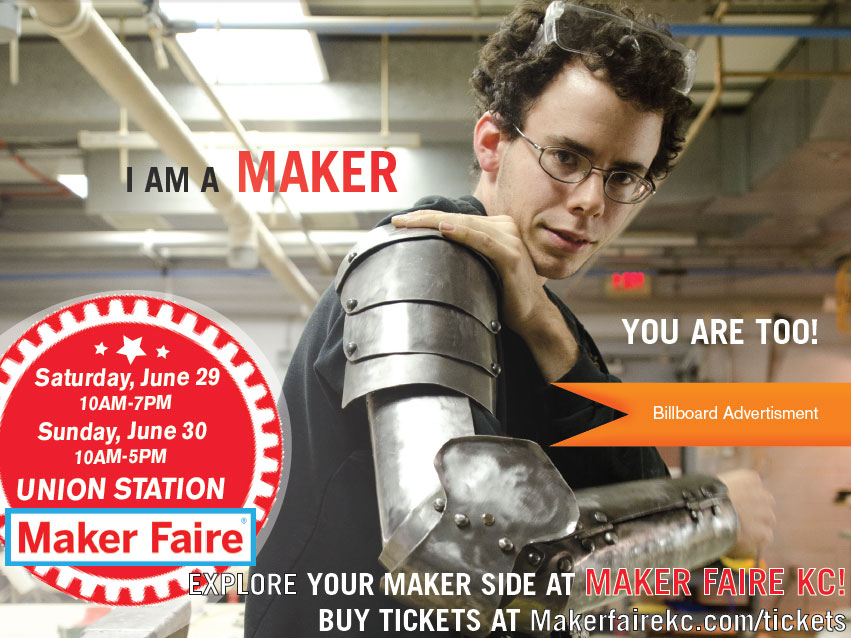 I AM A MAKER
YOU ARE TOO!
Billboard Advertisment
Saturday, June 29
10AM-7PM
Sunday, June 30
10AM-5PM
UNION STATION
Maker Faire®
EXPLORE YOUR MAKER SIDE AT MAKER FAIRE KC!
BUY TICKETS AT Makerfairekc.com/tickets